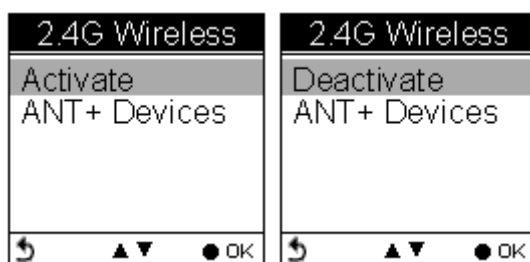 2.4G Wireless
Activate
ANT+ Devices
OK
2.4G Wireless
Deactivate
ANT+ Devices
OK